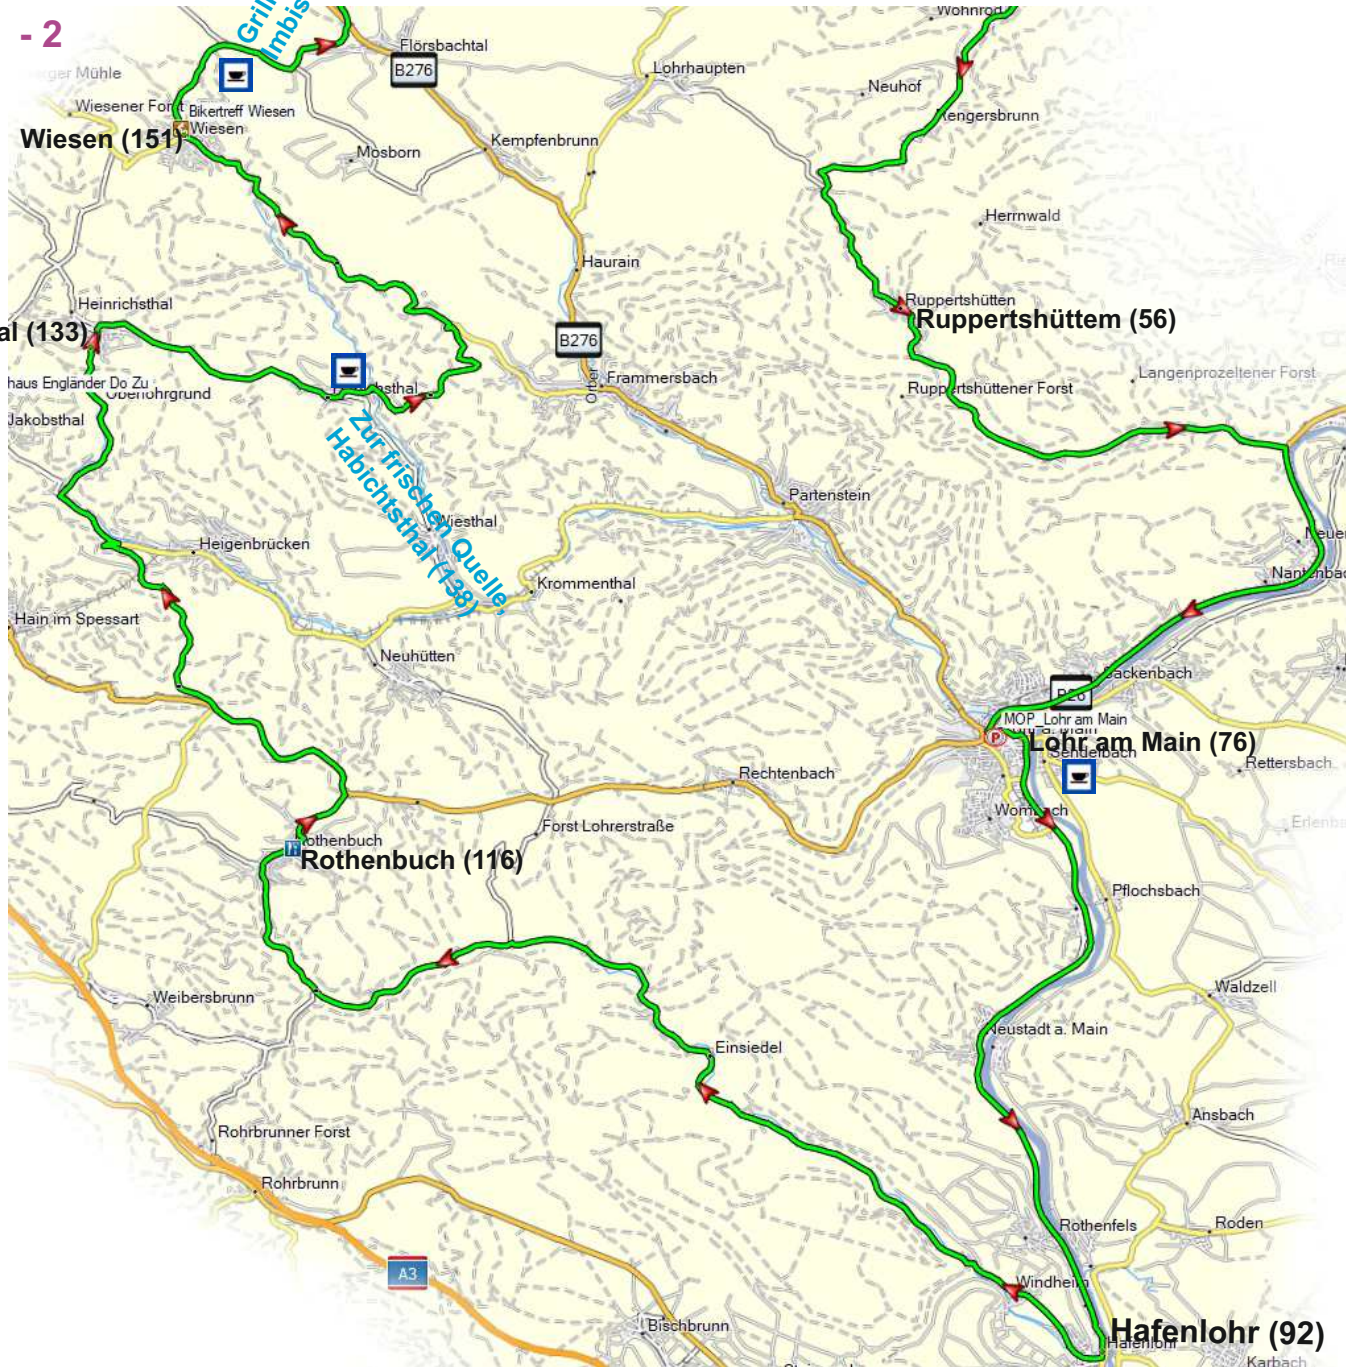 - 2
Grill
Imbis
Wohnrod
Flörsbachtal
B276
Lohrhaupten
Neuhof
Rengersbrunn
Wiesener Forst
Bikertreff Wiesen
Wiesen
Wiesen (151)
Kempfenbrunn
Mosborn
Herrnwald
Haurain
Heinrichsthal
al (133)
Ruppertshütten
Ruppertshüttem (56)
B276
Orber
Frammersbach
Langenprozeltener Forst
Ruppertshüttener Forst
haus Engländer Do Zu
Oberlohrgrund
Jakobsthal
Zur frischen Quelle,
Habichtsthal (138)
Partenstein
Wiesthal
Heigenbrücken
Krommenthal
Hain im Spessart
Neuhütten
Sackenbach
B26
MOP_Lohr am Main
Lohr am Main (76)
Sendelbach
Rettersbach
Rechtenbach
Wombach
Forst Lohrerstraße
Rothenbuch
Rothenbuch (116)
Pflochsbach
Weibersbrunn
Waldzell
Neustadt a. Main
Einsiedel
Ansbach
Rohrbrunner Forst
Rohrbrunn
Rothenfels
Roden
A3
Windheim
Bischbrunn
Hafenlohr (92)
Hafenlohr
Karbach